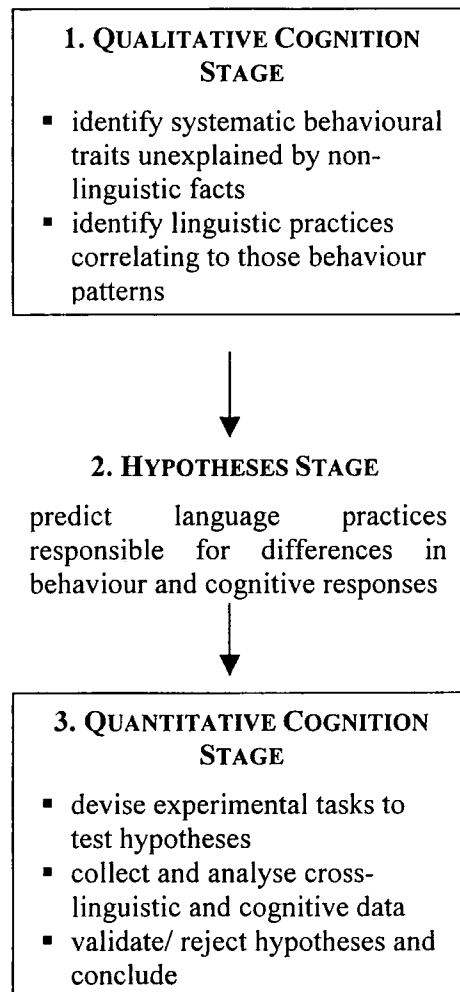 1. QUALITATIVE COGNITION
STAGE
▪ identify systematic behavioural
traits unexplained by non-
linguistic facts
▪ identify linguistic practices
correlating to those behaviour
patterns
2. HYPOTHESES STAGE
predict language practices
responsible for differences in
behaviour and cognitive responses
3. QUANTITATIVE COGNITION
STAGE
▪ devise experimental tasks to
test hypotheses
▪ collect and analyse cross-
linguistic and cognitive data
▪ validate/ reject hypotheses and
conclude